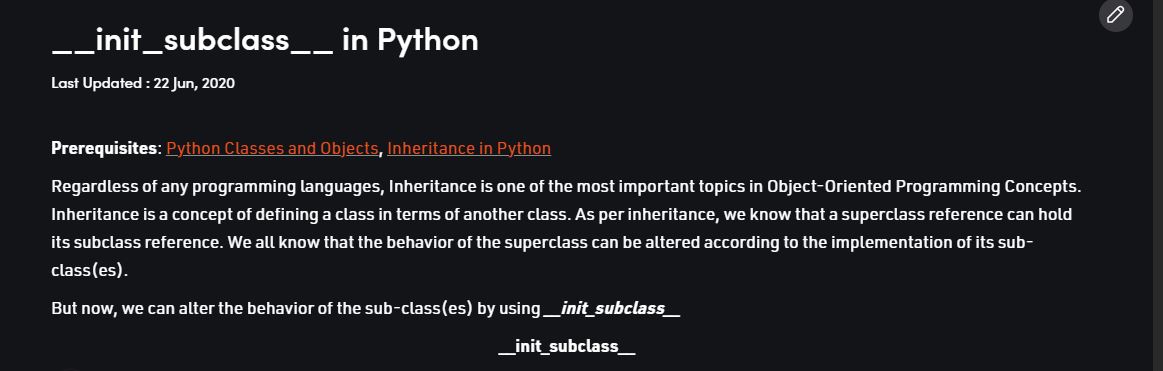 __init_subclass__ in Python
Last Updated : 22 Jun, 2020
Prerequisites: Python Classes and Objects, Inheritance in Python
Regardless of any programming languages, Inheritance is one of the most important topics in Object-Oriented Programming Concepts.
Inheritance is a concept of defining a class in terms of another class. As per inheritance, we know that a superclass reference can hold
its subclass reference. We all know that the behavior of the superclass can be altered according to the implementation of its sub-
class(es).
But now, we can alter the behavior of the sub-class(es) by using __init_subclass__
__init_subclass__